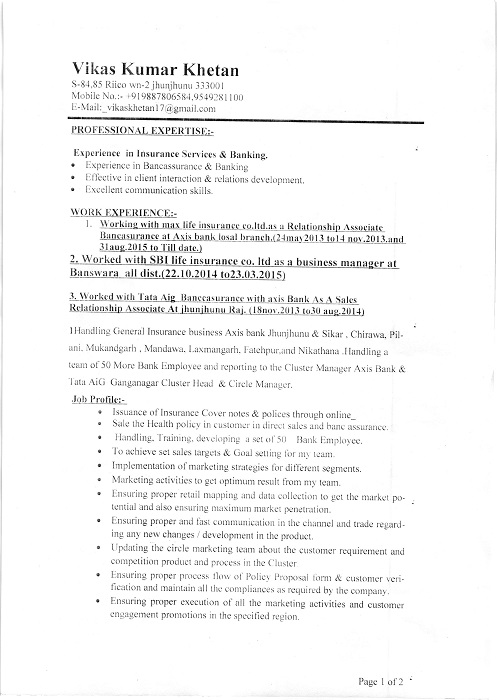 Vikas Kumar Khetan
S-84,85 Riico wn-2 jhunjhunu 333001
Mobile No.:- +919887806584,9549281100
E-Mail:_vikaskhetan17@gmail.com
PROFESSIONAL EXPERTISE:-
Experience in Insurance Services & Banking.
• Experience in Bancassurance & Banking
• Effective in client interaction & relations development.
• Excellent communication skills.
WORK EXPERIENCE:-
1. Working with max life insurance co.ltd.as a Relationship Associate
Bancasurance at Axis bank losal branch.(24may2013 to14 nov.2013.and
31aug.2015 to Till date.)
2. Worked with SBI life insurance co. ltd as a business manager at
Banswara all dist.(22.10.2014 to23.03.2015)
3. Worked with Tata Aig Banccasurance with axis Bank As A Sales
Relationship Associate At jhunjhunu Raj. (18nov.2013 to30 aug.2014)
1Handling General Insurance business Axis bank Jhunjhunu & Sikar , Chirawa, Pil-
ani, Mukandgarh , Mandawa, Laxmangarh, Fatehpur,and Nikathana .Handling a
team of 50 More Bank Employee and reporting to the Cluster Manager Axis Bank &
Tata AiG Ganganagar Cluster Head & Circle Manager.
Job Profile:-
• Issuance of Insurance Cover notes & polices through online_
• Sale the Health policy in customer in direct sales and banc assurance.
• Handling, Training, developing a set of 50 Bank Employee.
• To achieve set sales targets & Goal setting for my team.
• Implementation of marketing strategies for different segments.
• Marketing activities to get optimum result from my team.
• Ensuring proper retail mapping and data collection to get the market po-
tential and also ensuring maximum market penetration.
• Ensuring proper and fast communication in the channel and trade regard-
ing any new changes / development in the product.
• Updating the circle marketing team about the customer requirement and
competition product and process in the Cluster
• Ensuring proper process flow of Policy Proposal form & customer veri-
fication and maintain all the compliances as required by the company.
• Ensuring proper execution of all the marketing activities and customer
engagement promotions in the specified region.
Page 1 of 2